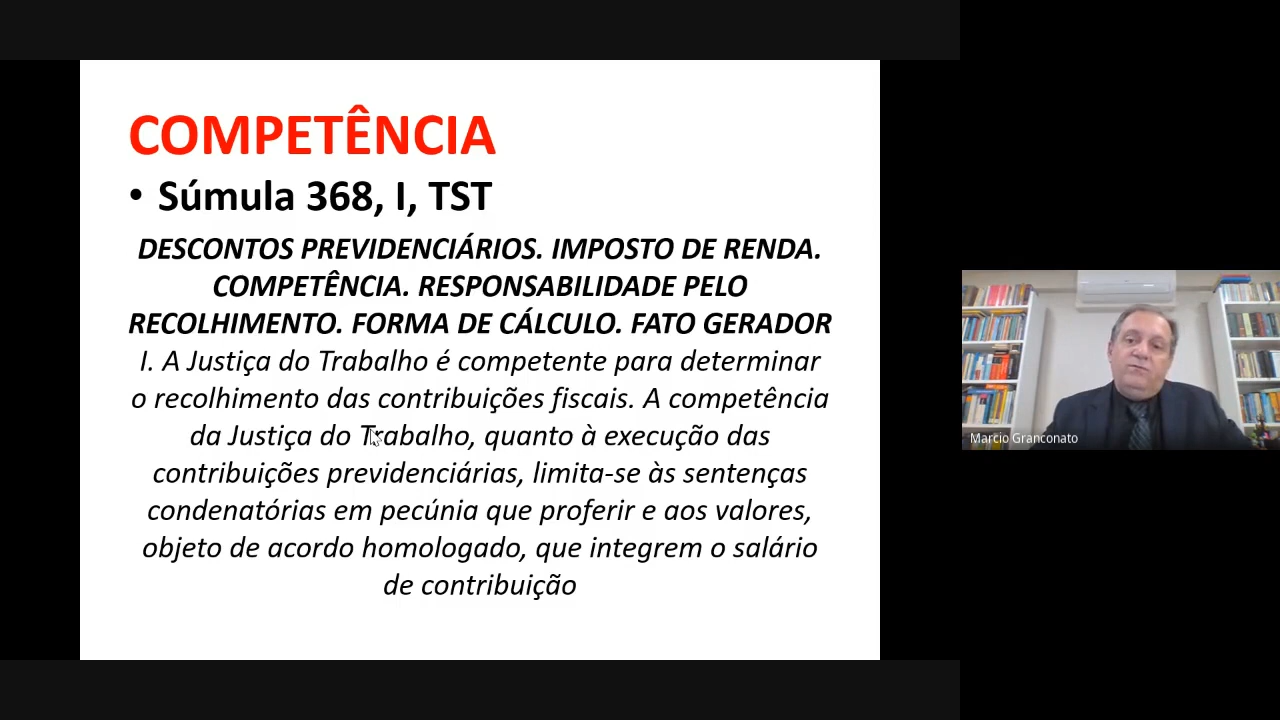 COMPETÊNCIA
• Súmula 368, I, TST
DESCONTOS PREVIDENCIÁRIOS. IMPOSTO DE RENDA.
COMPETÊNCIA. RESPONSABILIDADE PELO
RECOLHIMENTO. FORMA DE CÁLCULO. FATO GERADOR
I. A Justiça do Trabalho é competente para determinar
o recolhimento das contribuições fiscais. A competência
da Justiça do Trabalho, quanto à execução das
contribuições previdenciárias, limita-se às sentenças
condenatórias em pecúnia que proferir e aos valores,
objeto de acordo homologado, que integrem o salário
de contribuição
Marcio Granconato